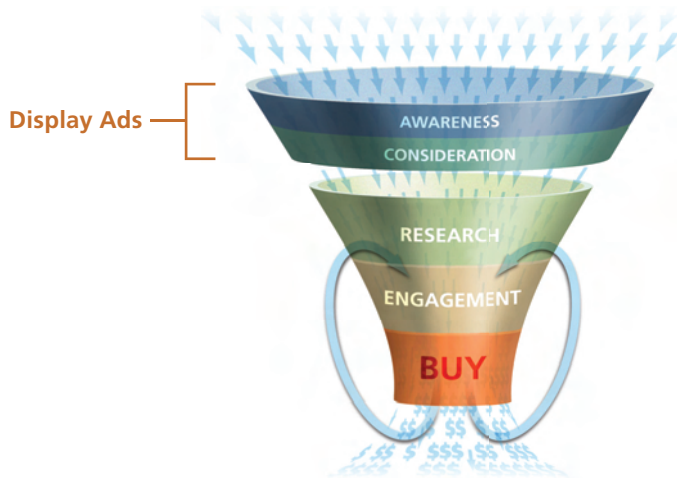 Display Ads
AWARENESS
CONSIDERATION
RESEARCH
ENGAGEMENT
BUY
$$ $$ $$
$ $$$ $$